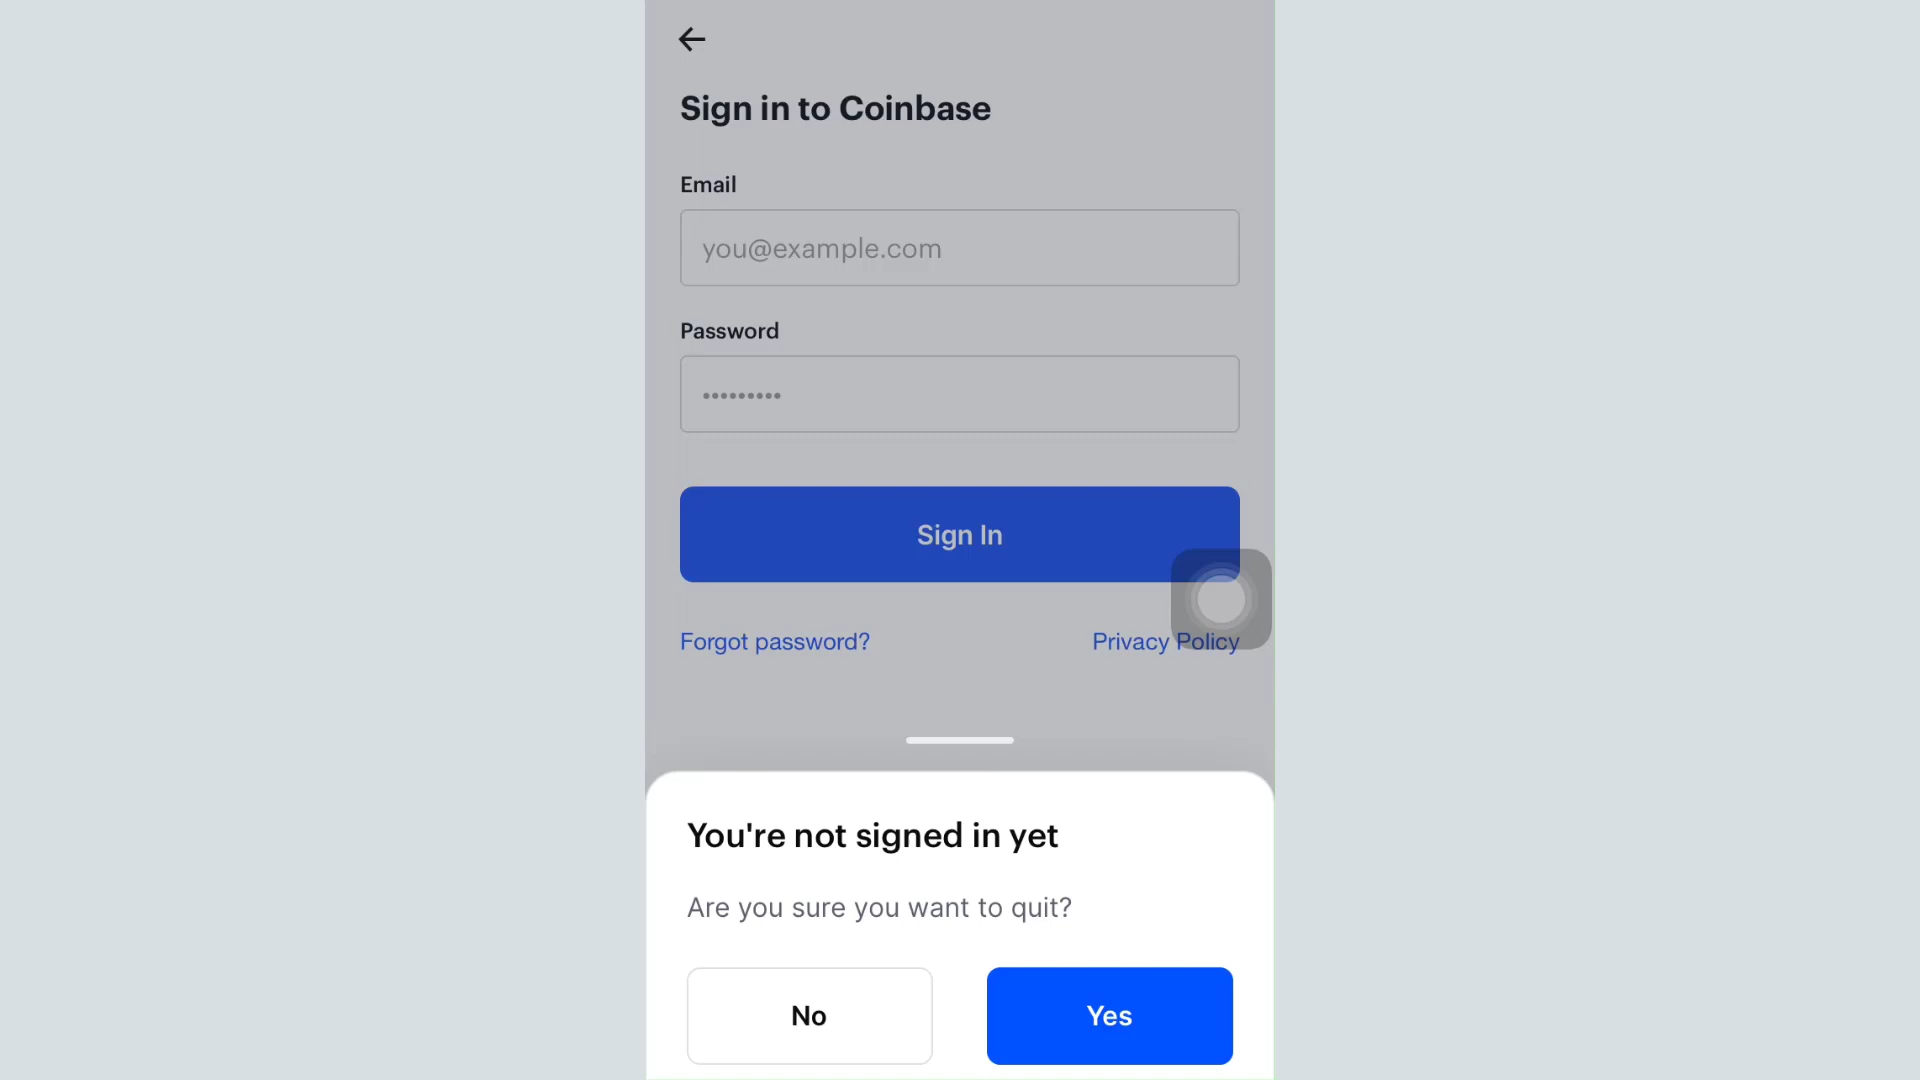 Sign in to Coinbase
Email
you@example.com
Password
•••••••••
Sign In
Forgot password? Privacy Policy
You're not signed in yet
Are you sure you want to quit?
No Yes